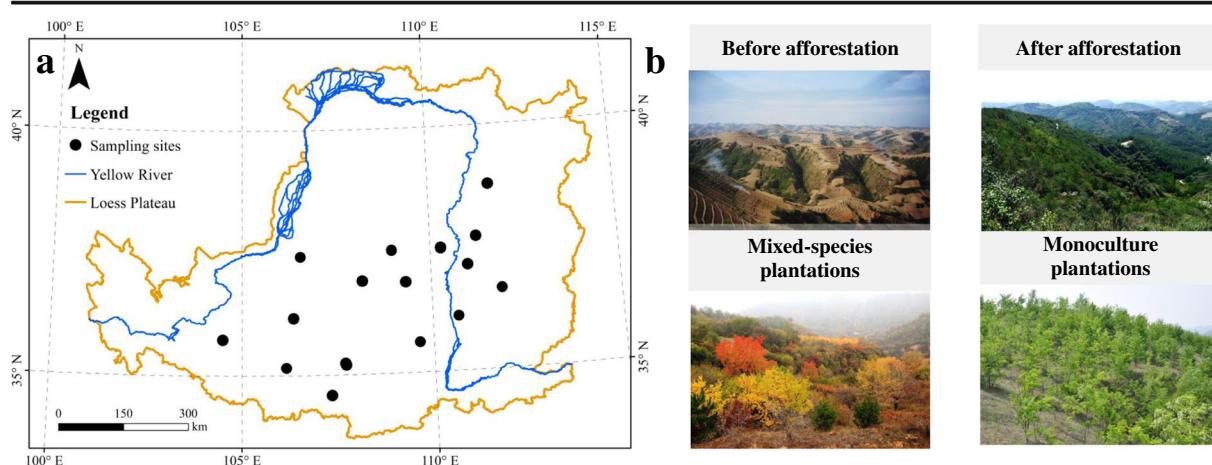 100° E 105° E 110° E 115° E
a
N
Legend
Sampling sites
Yellow River
Loess Plateau
40° N
40° N
35° N
35° N
0 150 300
km
100° E 105° E 110° E
b
Before afforestation
After afforestation
Mixed-species
plantations
Monoculture
plantations